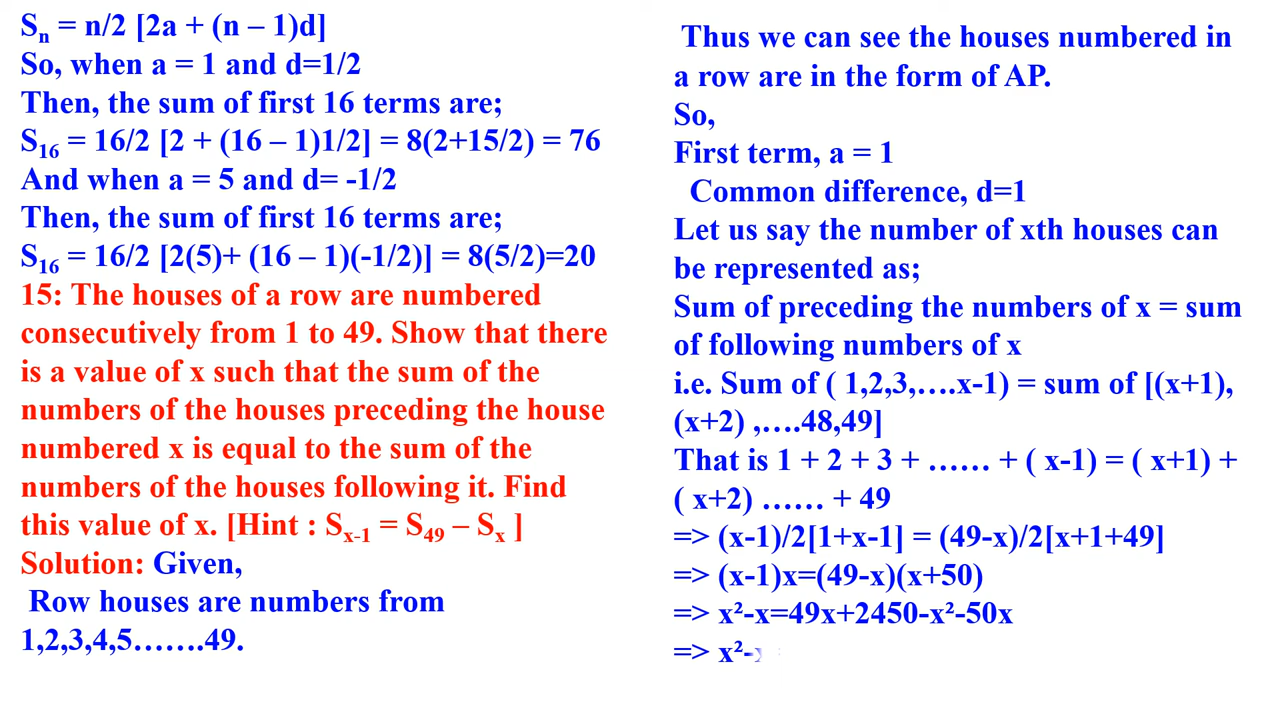 Sₙ = n/2 [2a + (n – 1)d]
So, when a = 1 and d=1/2
Then, the sum of first 16 terms are;
S₁₆ = 16/2 [2 + (16 – 1)1/2] = 8(2+15/2) = 76
And when a = 5 and d= -1/2
Then, the sum of first 16 terms are;
S₁₆ = 16/2 [2(5)+ (16 – 1)(-1/2)] = 8(5/2)=20
15: The houses of a row are numbered
consecutively from 1 to 49. Show that there
is a value of x such that the sum of the
numbers of the houses preceding the house
numbered x is equal to the sum of the
numbers of the houses following it. Find
this value of x. [Hint : Sₓ₋₁ = S₄₉ – Sₓ ]
Solution: Given,
Row houses are numbers from
1,2,3,4,5…….49.
Thus we can see the houses numbered in
a row are in the form of AP.
So,
First term, a = 1
Common difference, d=1
Let us say the number of xth houses can
be represented as;
Sum of preceding the numbers of x = sum
of following numbers of x
i.e. Sum of ( 1,2,3,….x-1) = sum of [(x+1),
(x+2) ,….48,49]
That is 1 + 2 + 3 + …… + ( x-1) = ( x+1) +
( x+2) …… + 49
=> (x-1)/2[1+x-1] = (49-x)/2[x+1+49]
=> (x-1)x=(49-x)(x+50)
=> x²-x=49x+2450-x²-50x
=> x²-